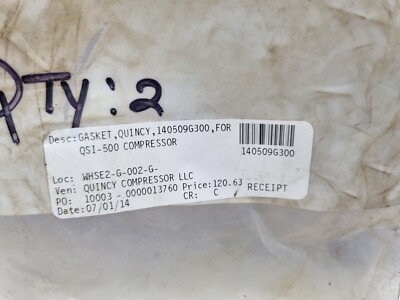 QTY: 2
Desc: GASKET, QUINCY, 140509G300, FOR
QSI-500 COMPRESSOR
140509G300
Loc: WHSE2-G-002-G-
Ven: QUINCY COMPRESSOR LLC
PO: 10003 - 0000013760 Price: 120.63 RECEIPT
Date: 07/01/14 CR: C